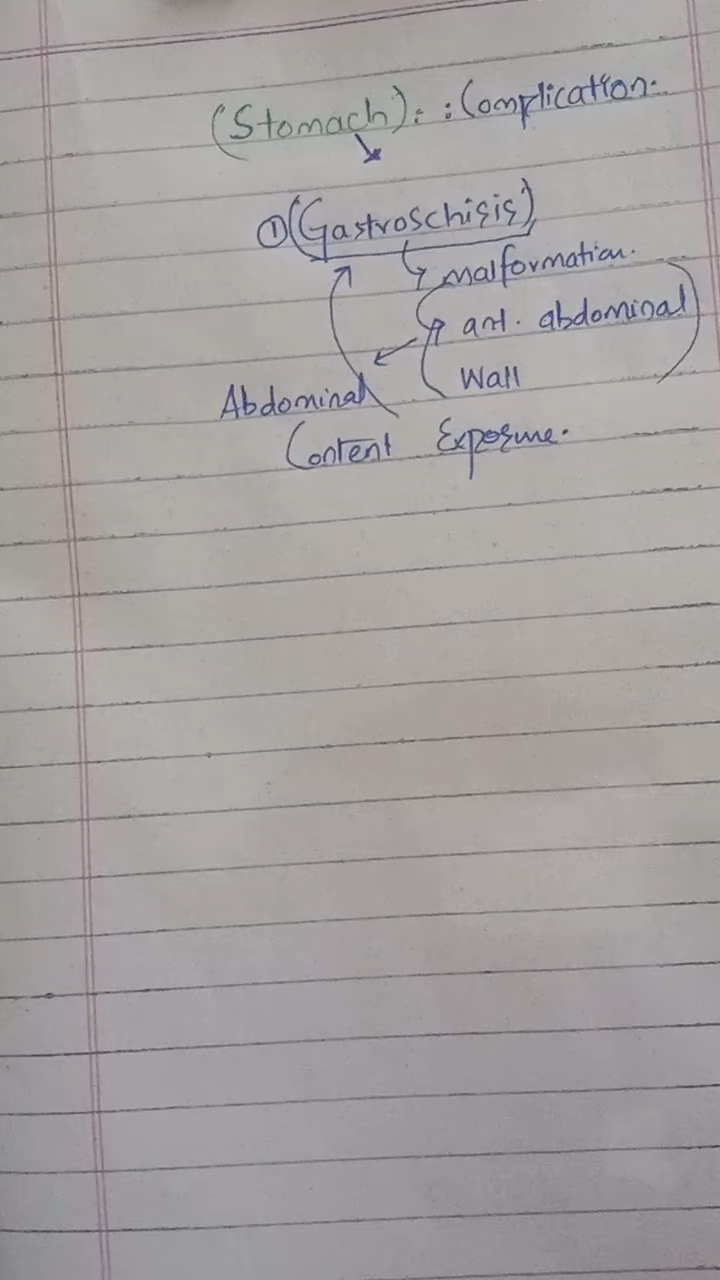 (Stomach): : Complication.
① (Gastroschisis)
malformation.
ant. abdominal
Wall
Abdominal
Content Exposure.